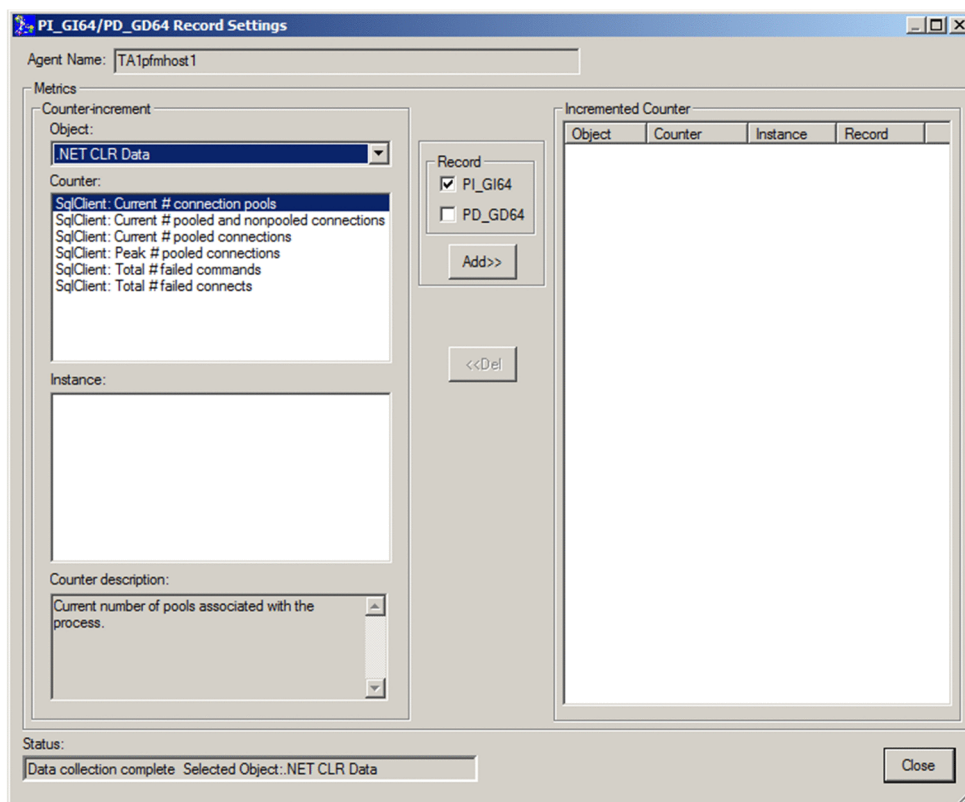 PI_GI64/PD_GD64 Record Settings
Agent Name: TA1pfmhost1
Metrics
Counter-increment
Object:
.NET CLR Data
Counter:
SqlClient: Current # connection pools
SqlClient: Current # pooled and nonpooled connections
SqlClient: Current # pooled connections
SqlClient: Peak # pooled connections
SqlClient: Total # failed commands
SqlClient: Total # failed connects
Instance:
Counter description:
Current number of pools associated with the
process.
Record
PI_GI64
PD_GD64
Add>>
<<Del
Incremented Counter
Object Counter Instance Record
Status:
Data collection complete Selected Object:.NET CLR Data
Close